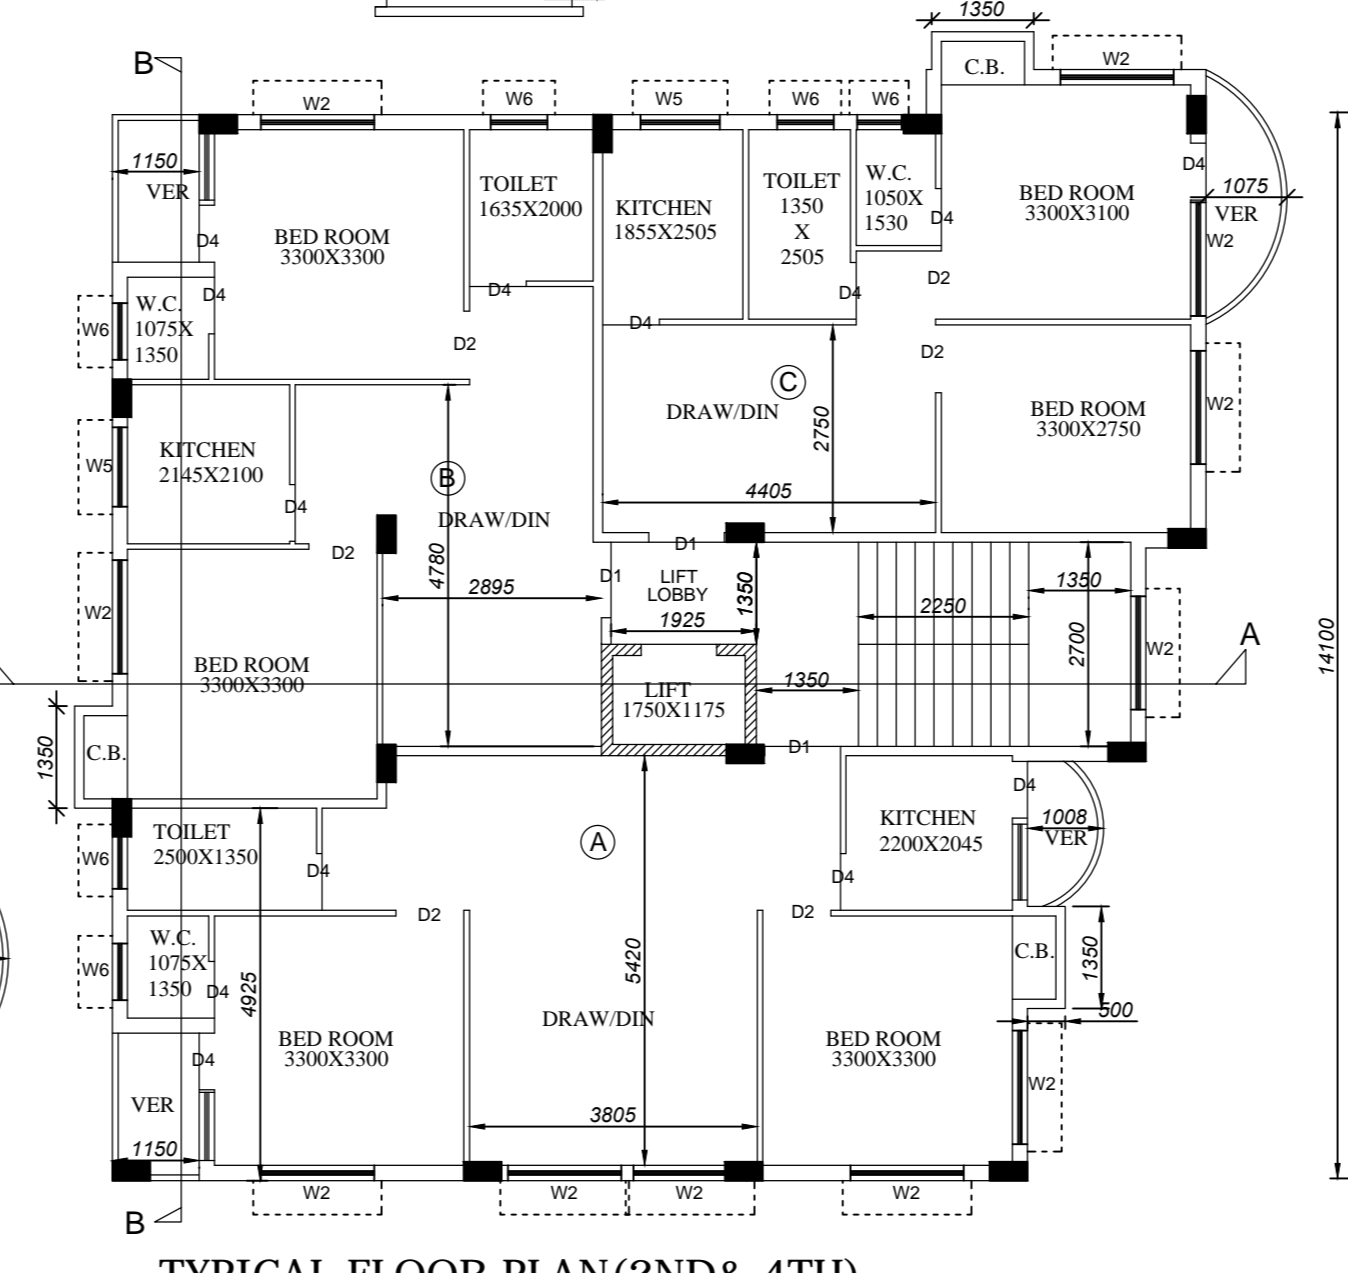 1350
C.B.
W2
B
W2
W6
W5
W6
W6
1150
VER
D4
BED ROOM
3300X3300
TOILET
1635X2000
D4
KITCHEN
1855X2505
D4
TOILET
1350
X
2505
D4
W.C.
1050X
1530
D4
D2
BED ROOM
3300X3100
D4
1075
VER
W2
W6
W.C.
1075X
1350
D4
D2
D2
C
DRAW/DIN
2750
4405
BED ROOM
3300X2750
W2
14100
W5
KITCHEN
2145X2100
D4
B
DRAW/DIN
D2
4780
2895
D1
D1
LIFT
LOBBY
1925
1350
2250
1350
2700
W2
A
W2
BED ROOM
3300X3300
LIFT
1750X1175
1350
1350
C.B.
D1
TOILET
2500X1350
W6
D4
A
KITCHEN
2200X2045
D4
D4
1008
VER
D2
D2
W6
W.C.
1075X
1350
D4
4925
5420
C.B.
1350
500
BED ROOM
3300X3300
DRAW/DIN
BED ROOM
3300X3300
D4
VER
1150
3805
W2
W2
W2
W2
W2
B
TYPICAL FLOOR PLAN(2ND& 4TH)